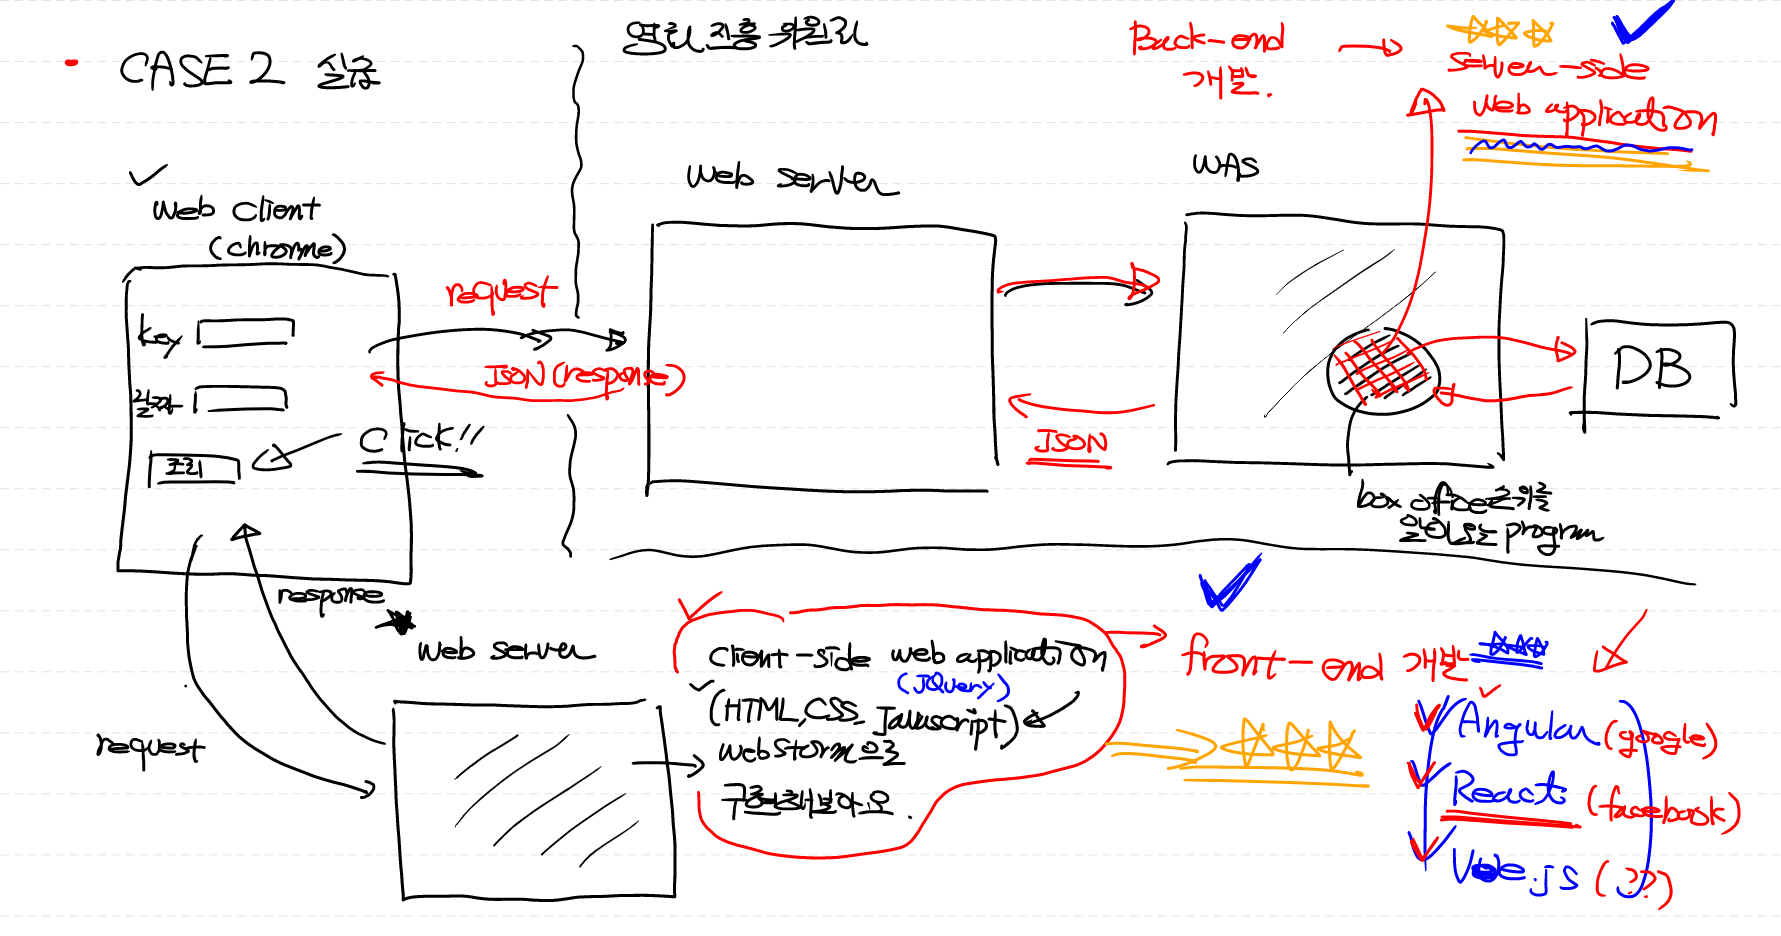 CASE 2 실습
영화진흥위원회
Back-end
개발.
server-side
web application
web client
(chrome)
web server
WAS
key
날짜
조회
click!!
request
JSON (response)
JSON
DB
box office순위를
알아오는 program
response
request
web server
client-side web application
(JQuery)
(HTML, CSS, Javascript)
webstorm으로
구현해보아요.
front-end 개발
Angular (google)
React (facebook)
Vue.js (??)